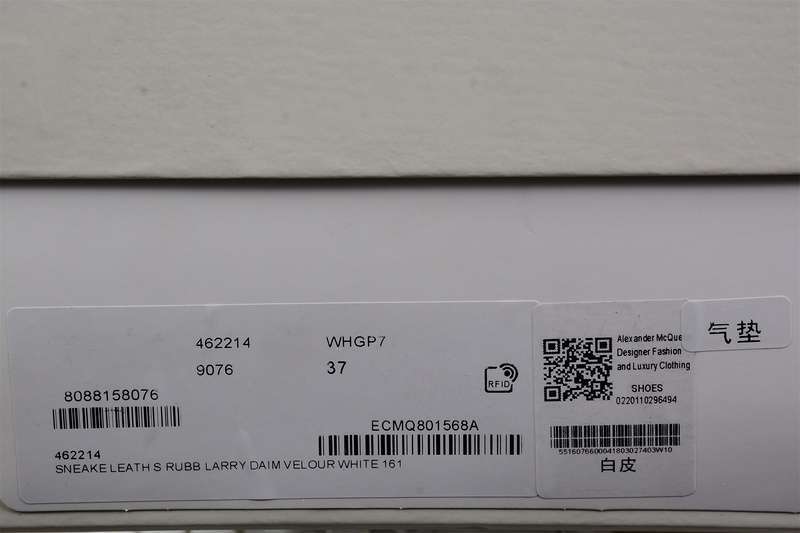 462214 WHGP7
9076 37
RFID
8088158076
ECMQ801568A
462214
SNEAKE LEATH S RUBB LARRY DAIM VELOUR WHITE 161
Alexander McQue
Designer Fashion
and Luxury Clothing
SHOES
0220110296494
5516076600041803027403W10
白皮
气垫